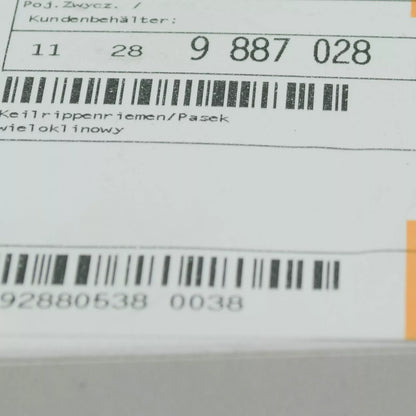 Poj.Zwycz. /
Kundenbehälter:
11 28 9 887 028
Keilrippenriemen/Pasek
wieloklinowy
92880538 0038